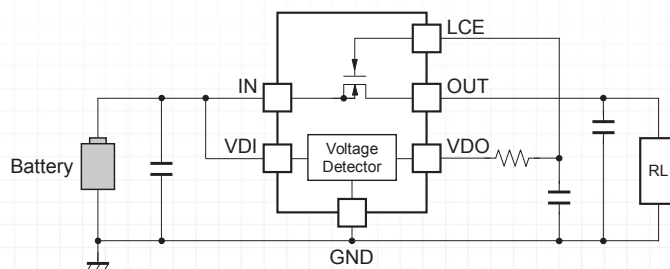 LCE
IN
OUT
VDI
Voltage
Detector
VDO
Battery
RL
GND